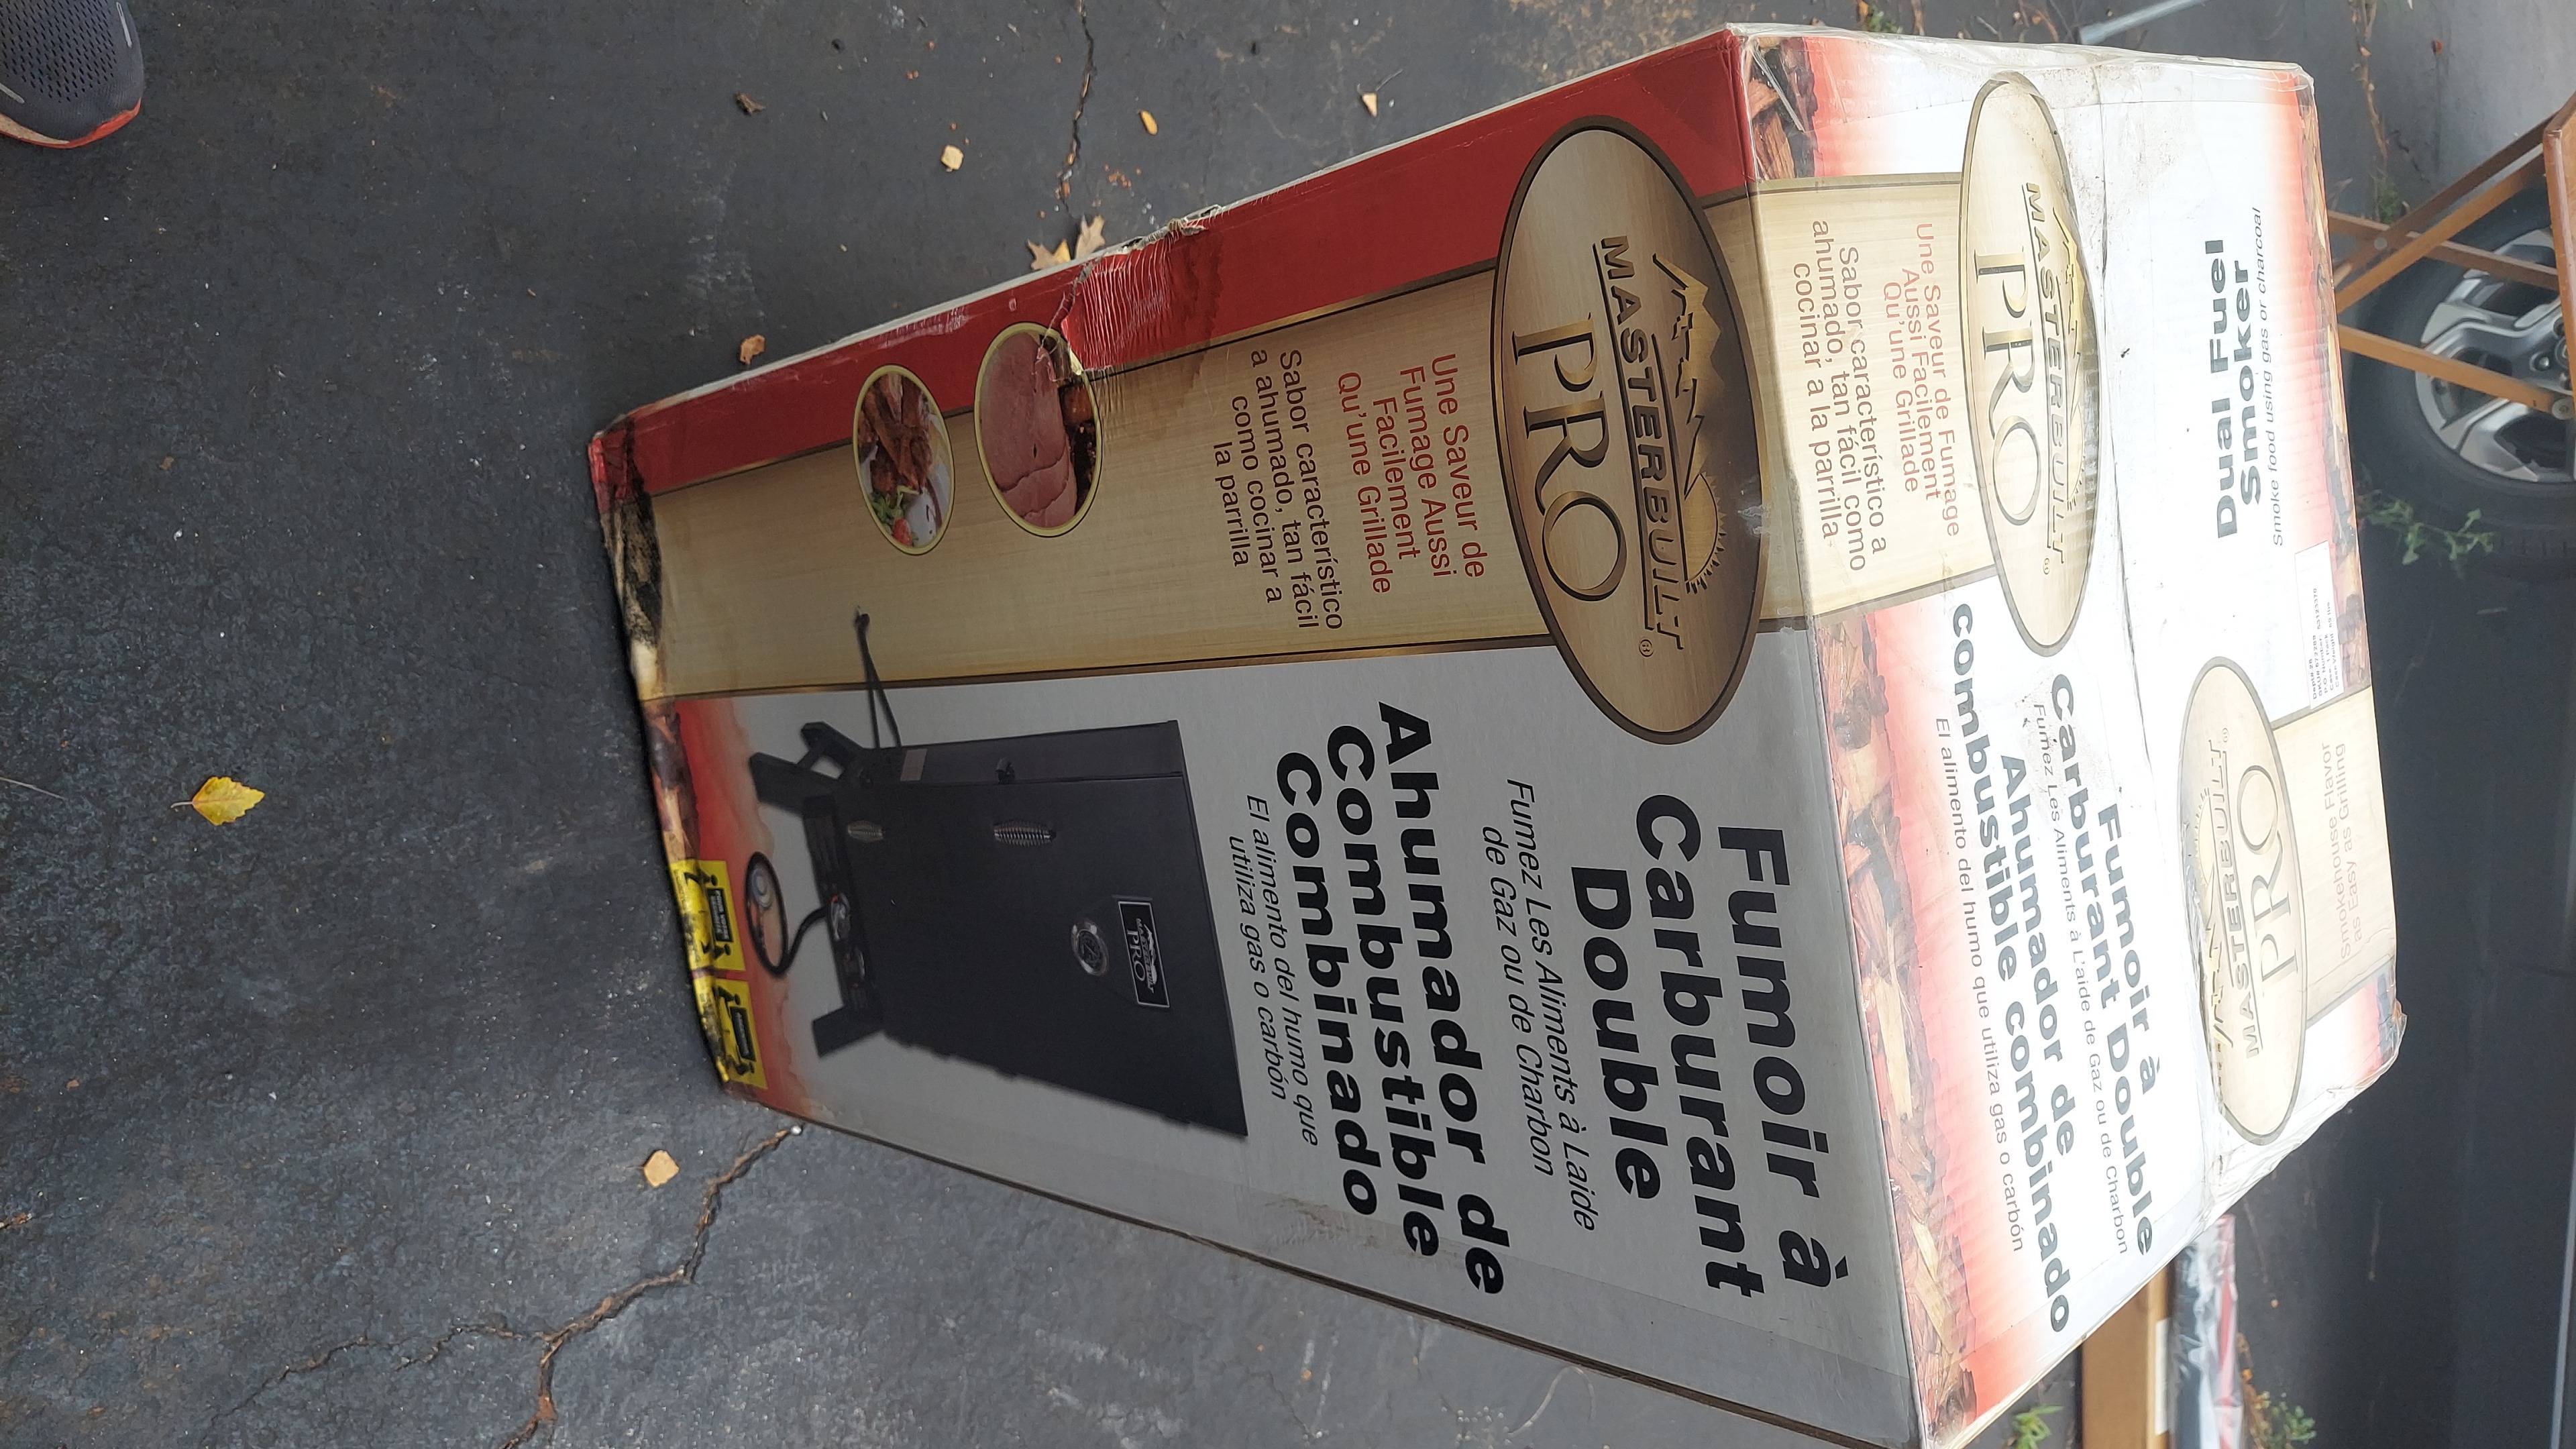 Dual Fuel
Smoker
Smoke food using gas or charcoal
MASTERBUILT
PRO
Smokehouse Flavor
as Easy as Grilling
MASTERBUILT®
PRO
Une Saveur de Fumage
Aussi Facilement
Qu'une Grillade
Sabor característico a
ahumado, tan fácil como
cocinar a la parrilla
Fumoir à
Carburant Double
Fumez Les Aliments à L'aide de Gaz ou de Charbon
Ahumador de
combustible combinado
El alimento del humo que utiliza gas o carbón
MASTERBUILT®
PRO
Une Saveur de
Fumage Aussi
Facilement
Qu'une Grillade
Sabor característico
a ahumado, tan fácil
como cocinar a
la parrilla
Fumoir à
Carburant
Double
Fumez Les Aliments à Laide
de Gaz ou de Charbon
Ahumador de
Combustible
Combinado
El alimento del humo que
utiliza gas o carbón
MASTERBUILT
PRO